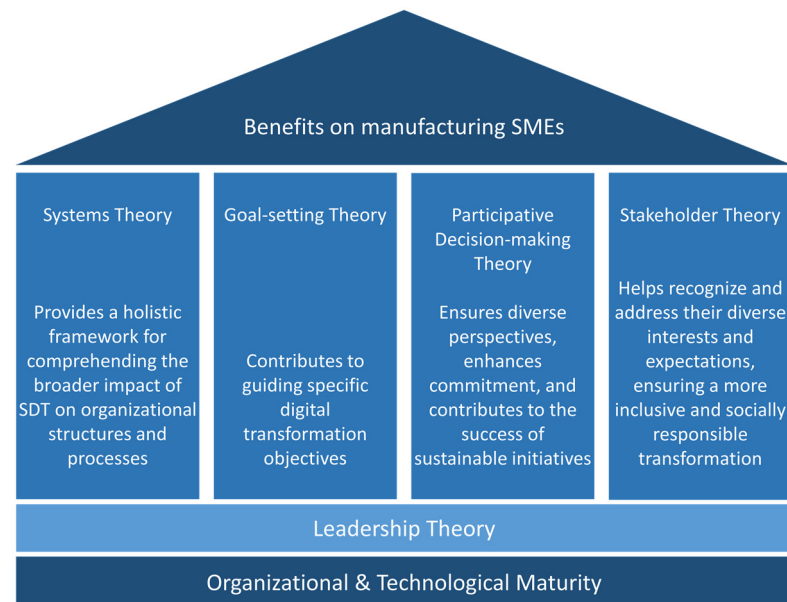 Benefits on manufacturing SMEs
Systems Theory
Provides a holistic
framework for
comprehending the
broader impact of
SDT on organizational
structures and
processes
Goal-setting Theory
Contributes to
guiding specific
digital
transformation
objectives
Participative
Decision-making
Theory
Ensures diverse
perspectives,
enhances
commitment, and
contributes to the
success of
sustainable initiatives
Stakeholder Theory
Helps recognize and
address their diverse
interests and
expectations,
ensuring a more
inclusive and socially
responsible
transformation
Leadership Theory
Organizational & Technological Maturity